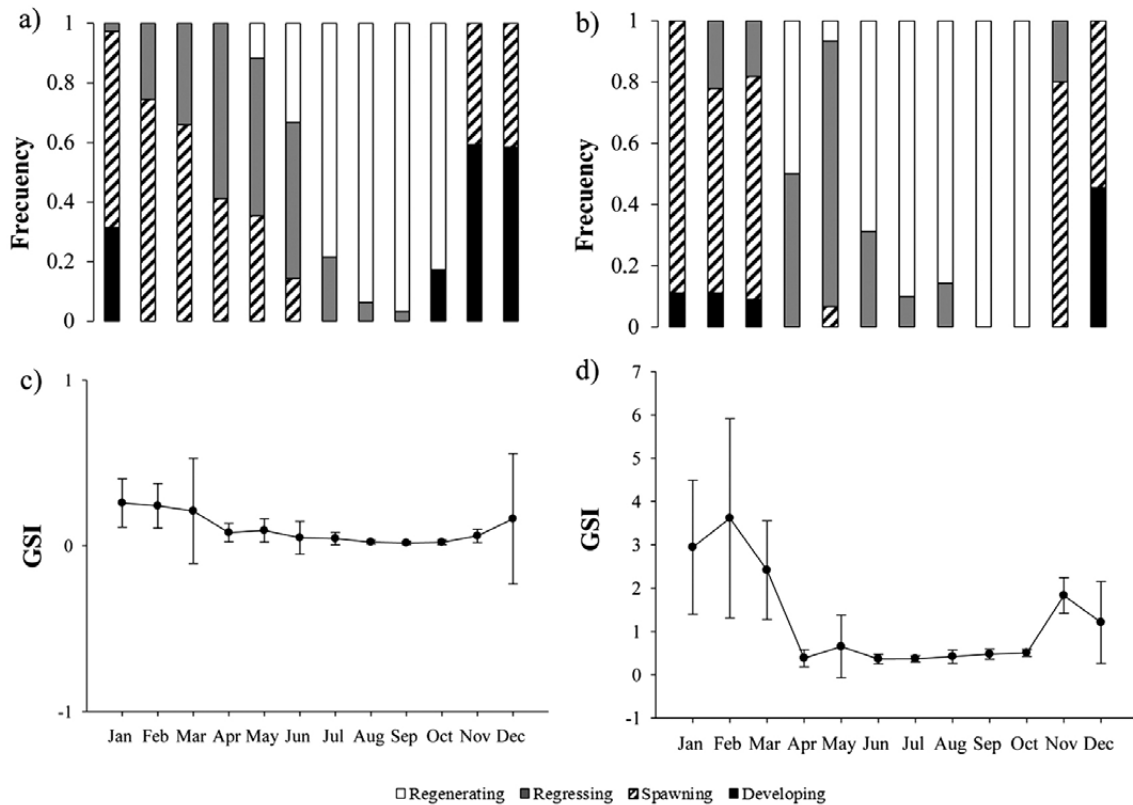 a)
1
0.8
0.6
0.4
0.2
0
Frecuency
b)
1
0.8
0.6
0.4
0.2
0
Frecuency
c)
1
0
-1
GSI
Jan Feb Mar Apr May Jun Jul Aug Sep Oct Nov Dec
d)
7
6
5
4
3
2
1
0
-1
GSI
Jan Feb Mar Apr May Jun Jul Aug Sep Oct Nov Dec
Regenerating Regressing Spawning Developing